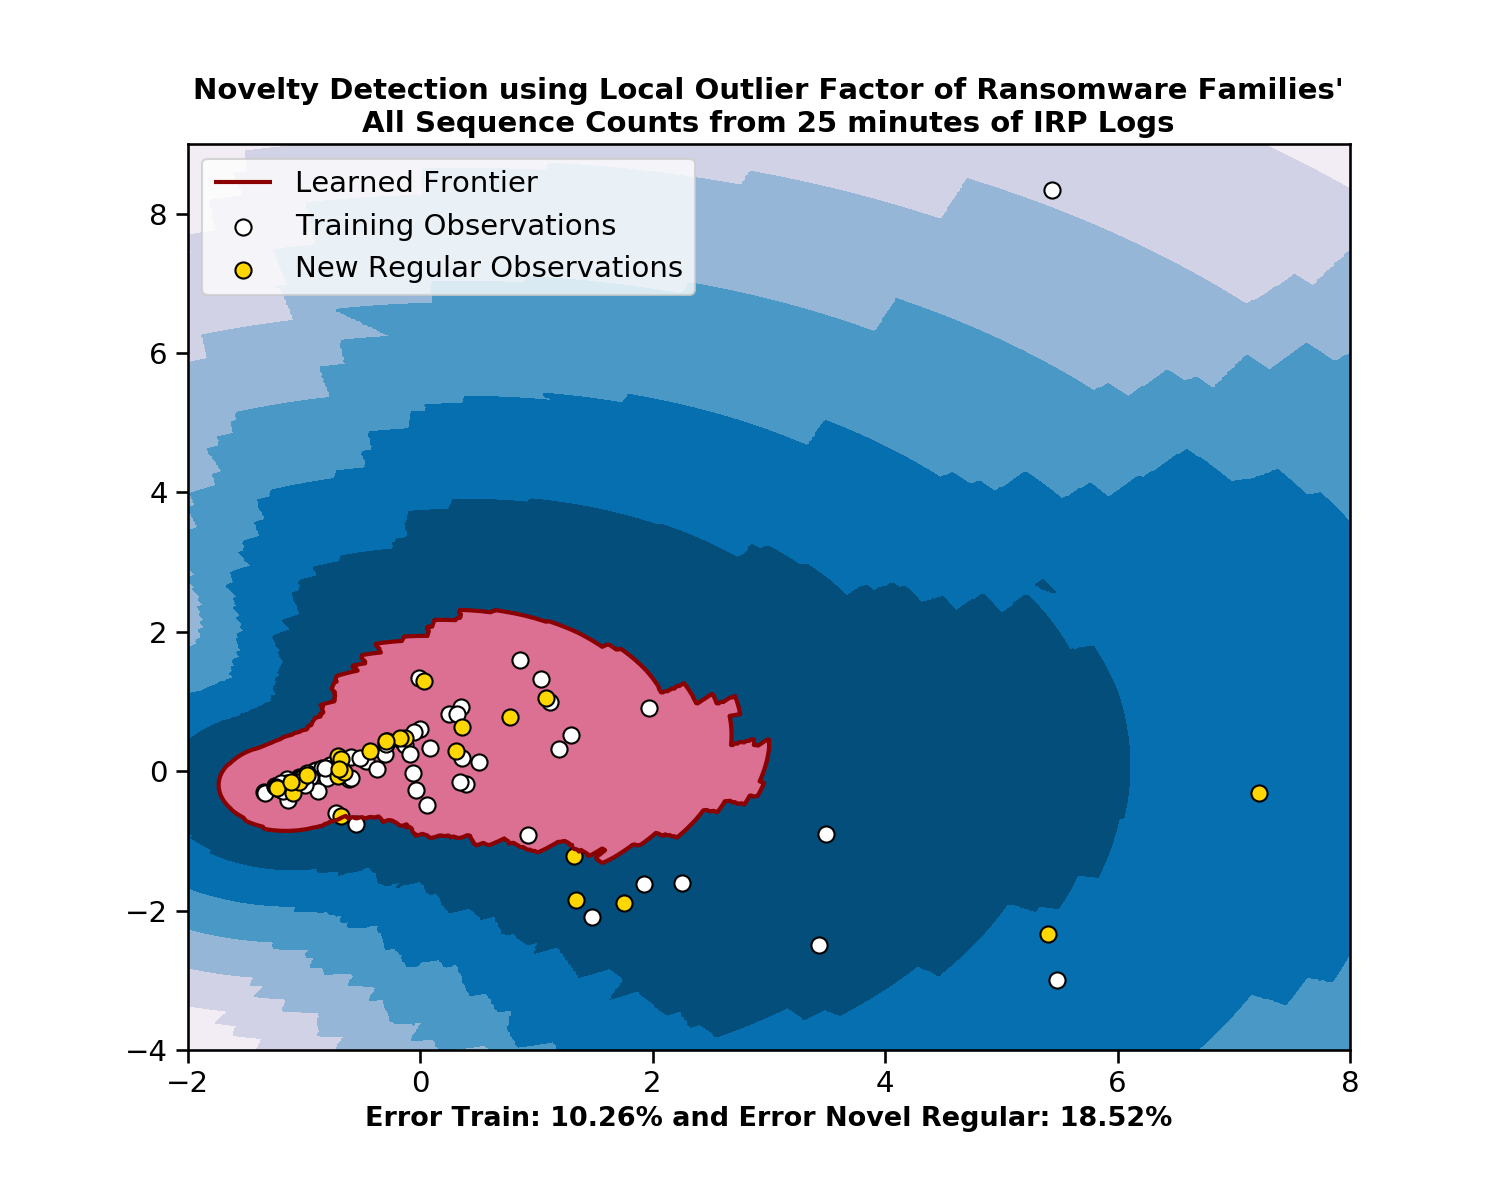 Novelty Detection using Local Outlier Factor of Ransomware Families'
All Sequence Counts from 25 minutes of IRP Logs
Learned Frontier
Training Observations
New Regular Observations
8
6
4
2
0
−2
−4
−2 0 2 4 6 8
Error Train: 10.26% and Error Novel Regular: 18.52%